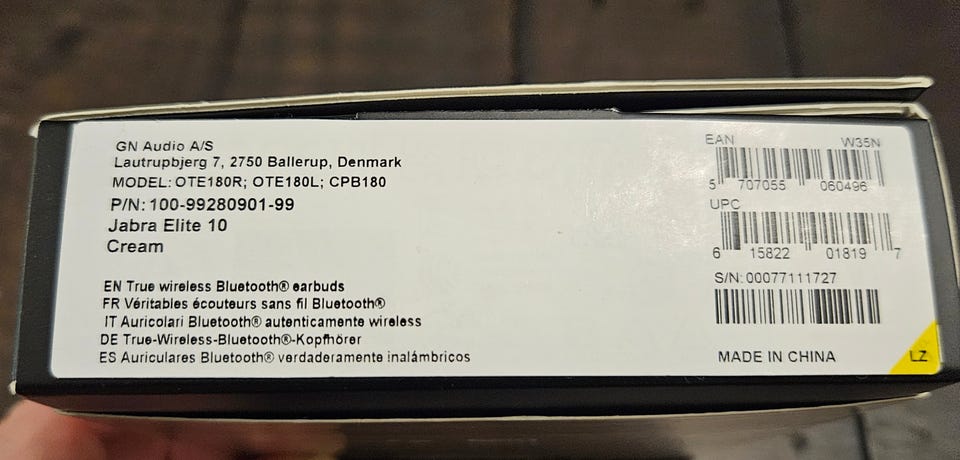 GN Audio A/S
Lautrupbjerg 7, 2750 Ballerup, Denmark
MODEL: OTE180R; OTE180L; CPB180
P/N: 100-99280901-99
Jabra Elite 10
Cream
EN True wireless Bluetooth® earbuds
FR Véritables écouteurs sans fil Bluetooth®
IT Auricolari Bluetooth® autenticamente wireless
DE True-Wireless-Bluetooth®-Kopfhörer
ES Auriculares Bluetooth® verdaderamente inalámbricos
EAN W35N
5 707055 060496
UPC
6 15822 01819 7
S/N: 00077111727
MADE IN CHINA
LZ